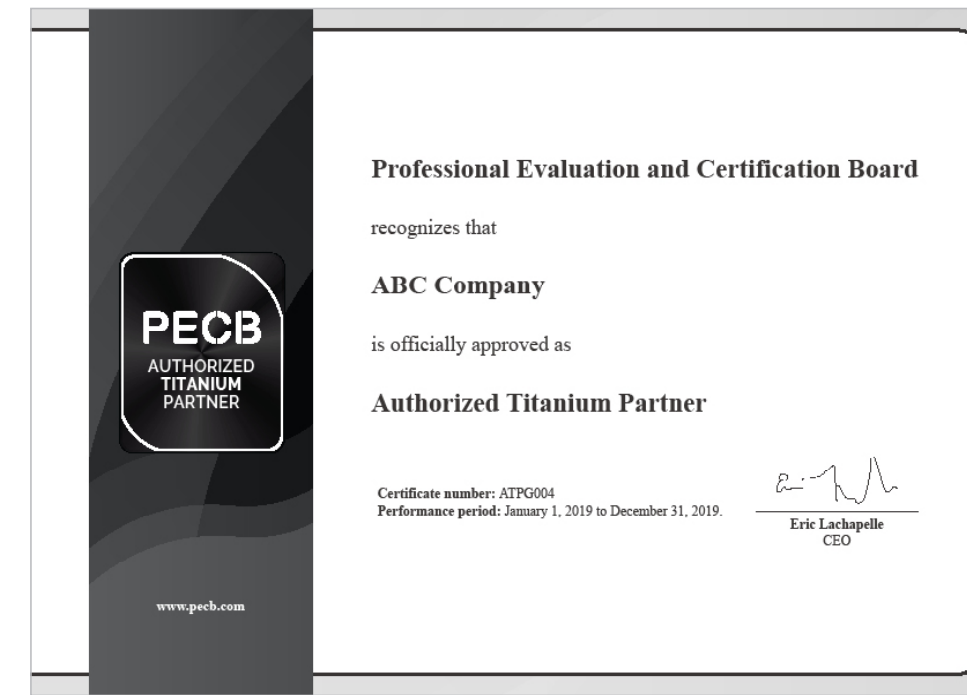 Professional Evaluation and Certification Board
recognizes that
ABC Company
is officially approved as
Authorized Titanium Partner
Certificate number: ATPG004
Performance period: January 1, 2019 to December 31, 2019.
Eric Lachapelle
CEO
PECB
AUTHORIZED
TITANIUM
PARTNER
www.pecb.com